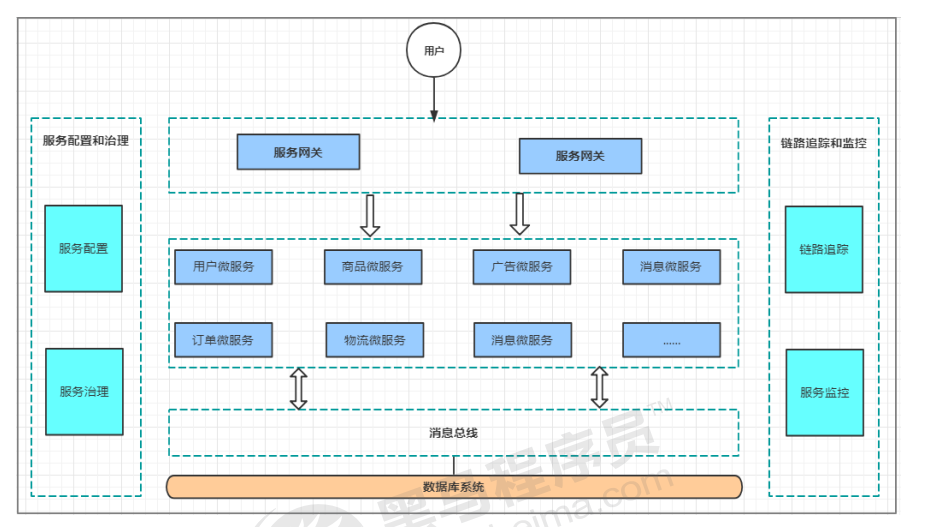 用户
服务配置和治理
服务网关
服务网关
链路追踪和监控
服务配置
用户微服务
商品微服务
广告微服务
消息微服务
链路追踪
订单微服务
物流微服务
消息微服务
......
服务治理
服务监控
消息总线
数据库系统
黑马程序员™